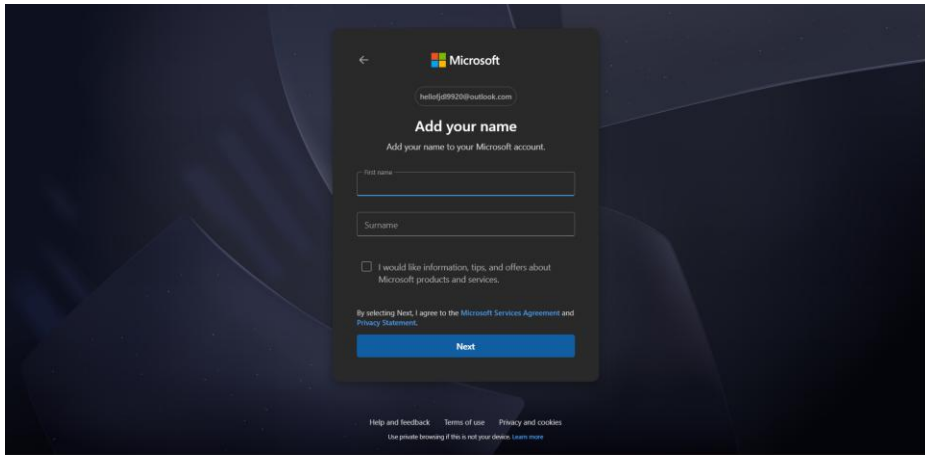 Microsoft
hellofjdl9920@outlook.com
Add your name
Add your name to your Microsoft account.
First name
Surname
I would like information, tips, and offers about
Microsoft products and services.
By selecting Next, I agree to the Microsoft Services Agreement and
Privacy Statement.
Next
Help and feedback Terms of use Privacy and cookies
Use private browsing if this is not your device. Learn more